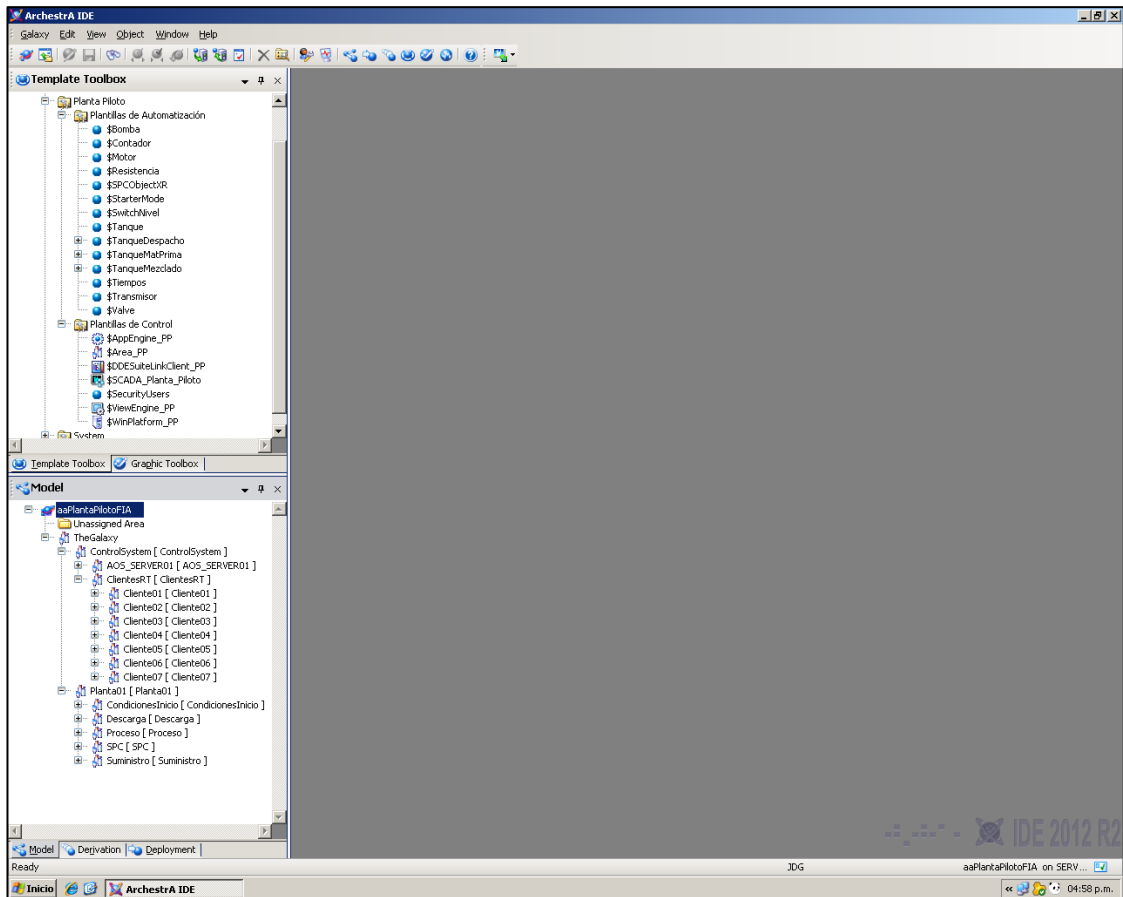 ArchestrA IDE
Galaxy Edit View Object Window Help
Template Toolbox
Planta Piloto
Plantillas de Automatización
$Bomba
$Contador
$Motor
$Resistencia
$SPCObjectXR
$StarterMode
$SwitchNivel
$Tanque
$TanqueDespacho
$TanqueMatPrima
$TanqueMezclado
$Tiempos
$Transmisor
$Valve
Plantillas de Control
$AppEngine_PP
$Area_PP
$DDESuiteLinkClient_PP
$SCADA_Planta_Piloto
$SecurityUsers
$ViewEngine_PP
$WinPlatform_PP
System
Template Toolbox Graphic Toolbox
Model
aaPlantaPilotoFIA
Unassigned Area
TheGalaxy
ControlSystem [ ControlSystem ]
AOS_SERVER01 [ AOS_SERVER01 ]
ClientesRT [ ClientesRT ]
Cliente01 [ Cliente01 ]
Cliente02 [ Cliente02 ]
Cliente03 [ Cliente03 ]
Cliente04 [ Cliente04 ]
Cliente05 [ Cliente05 ]
Cliente06 [ Cliente06 ]
Cliente07 [ Cliente07 ]
Planta01 [ Planta01 ]
CondicionesInicio [ CondicionesInicio ]
Descarga [ Descarga ]
Proceso [ Proceso ]
SPC [ SPC ]
Suministro [ Suministro ]
IDE 2012 R2
Model Derivation Deployment
Ready JDG aaPlantaPilotoFIA on SERV...
Inicio ArchestrA IDE 04:58 p.m.